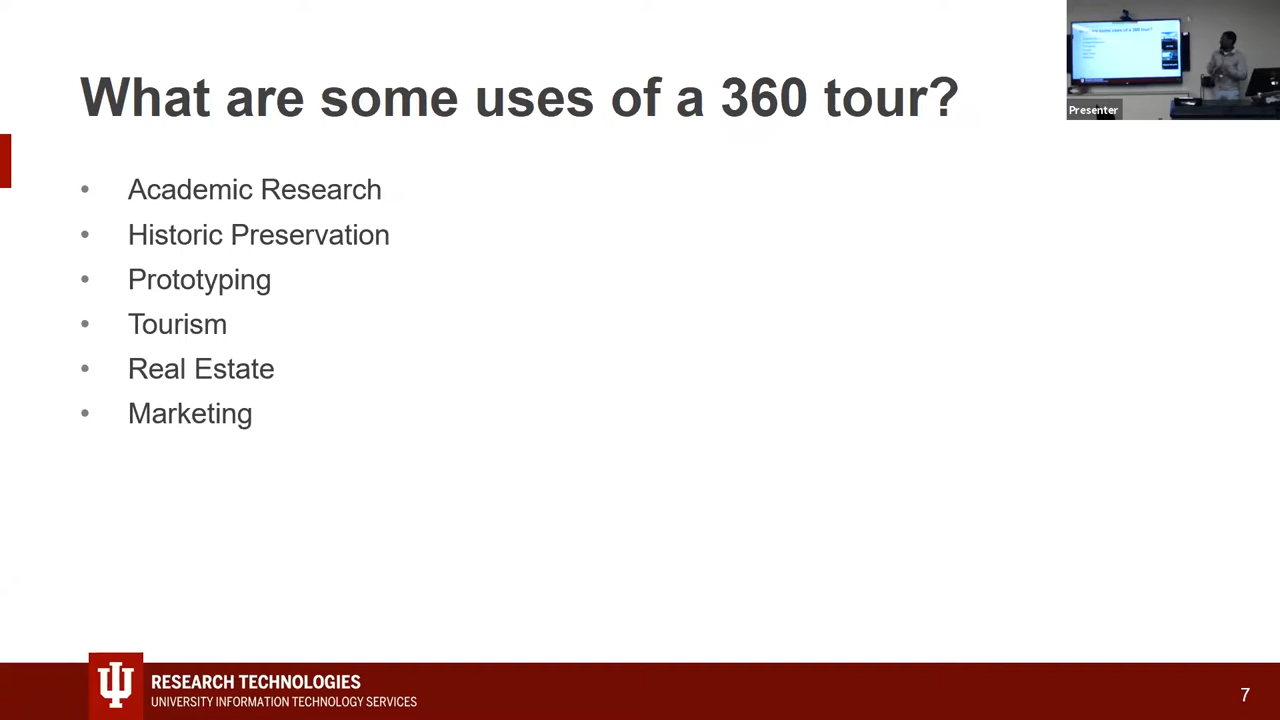 What are some uses of a 360 tour?
Presenter
• Academic Research
• Historic Preservation
• Prototyping
• Tourism
• Real Estate
• Marketing
RESEARCH TECHNOLOGIES
UNIVERSITY INFORMATION TECHNOLOGY SERVICES
7